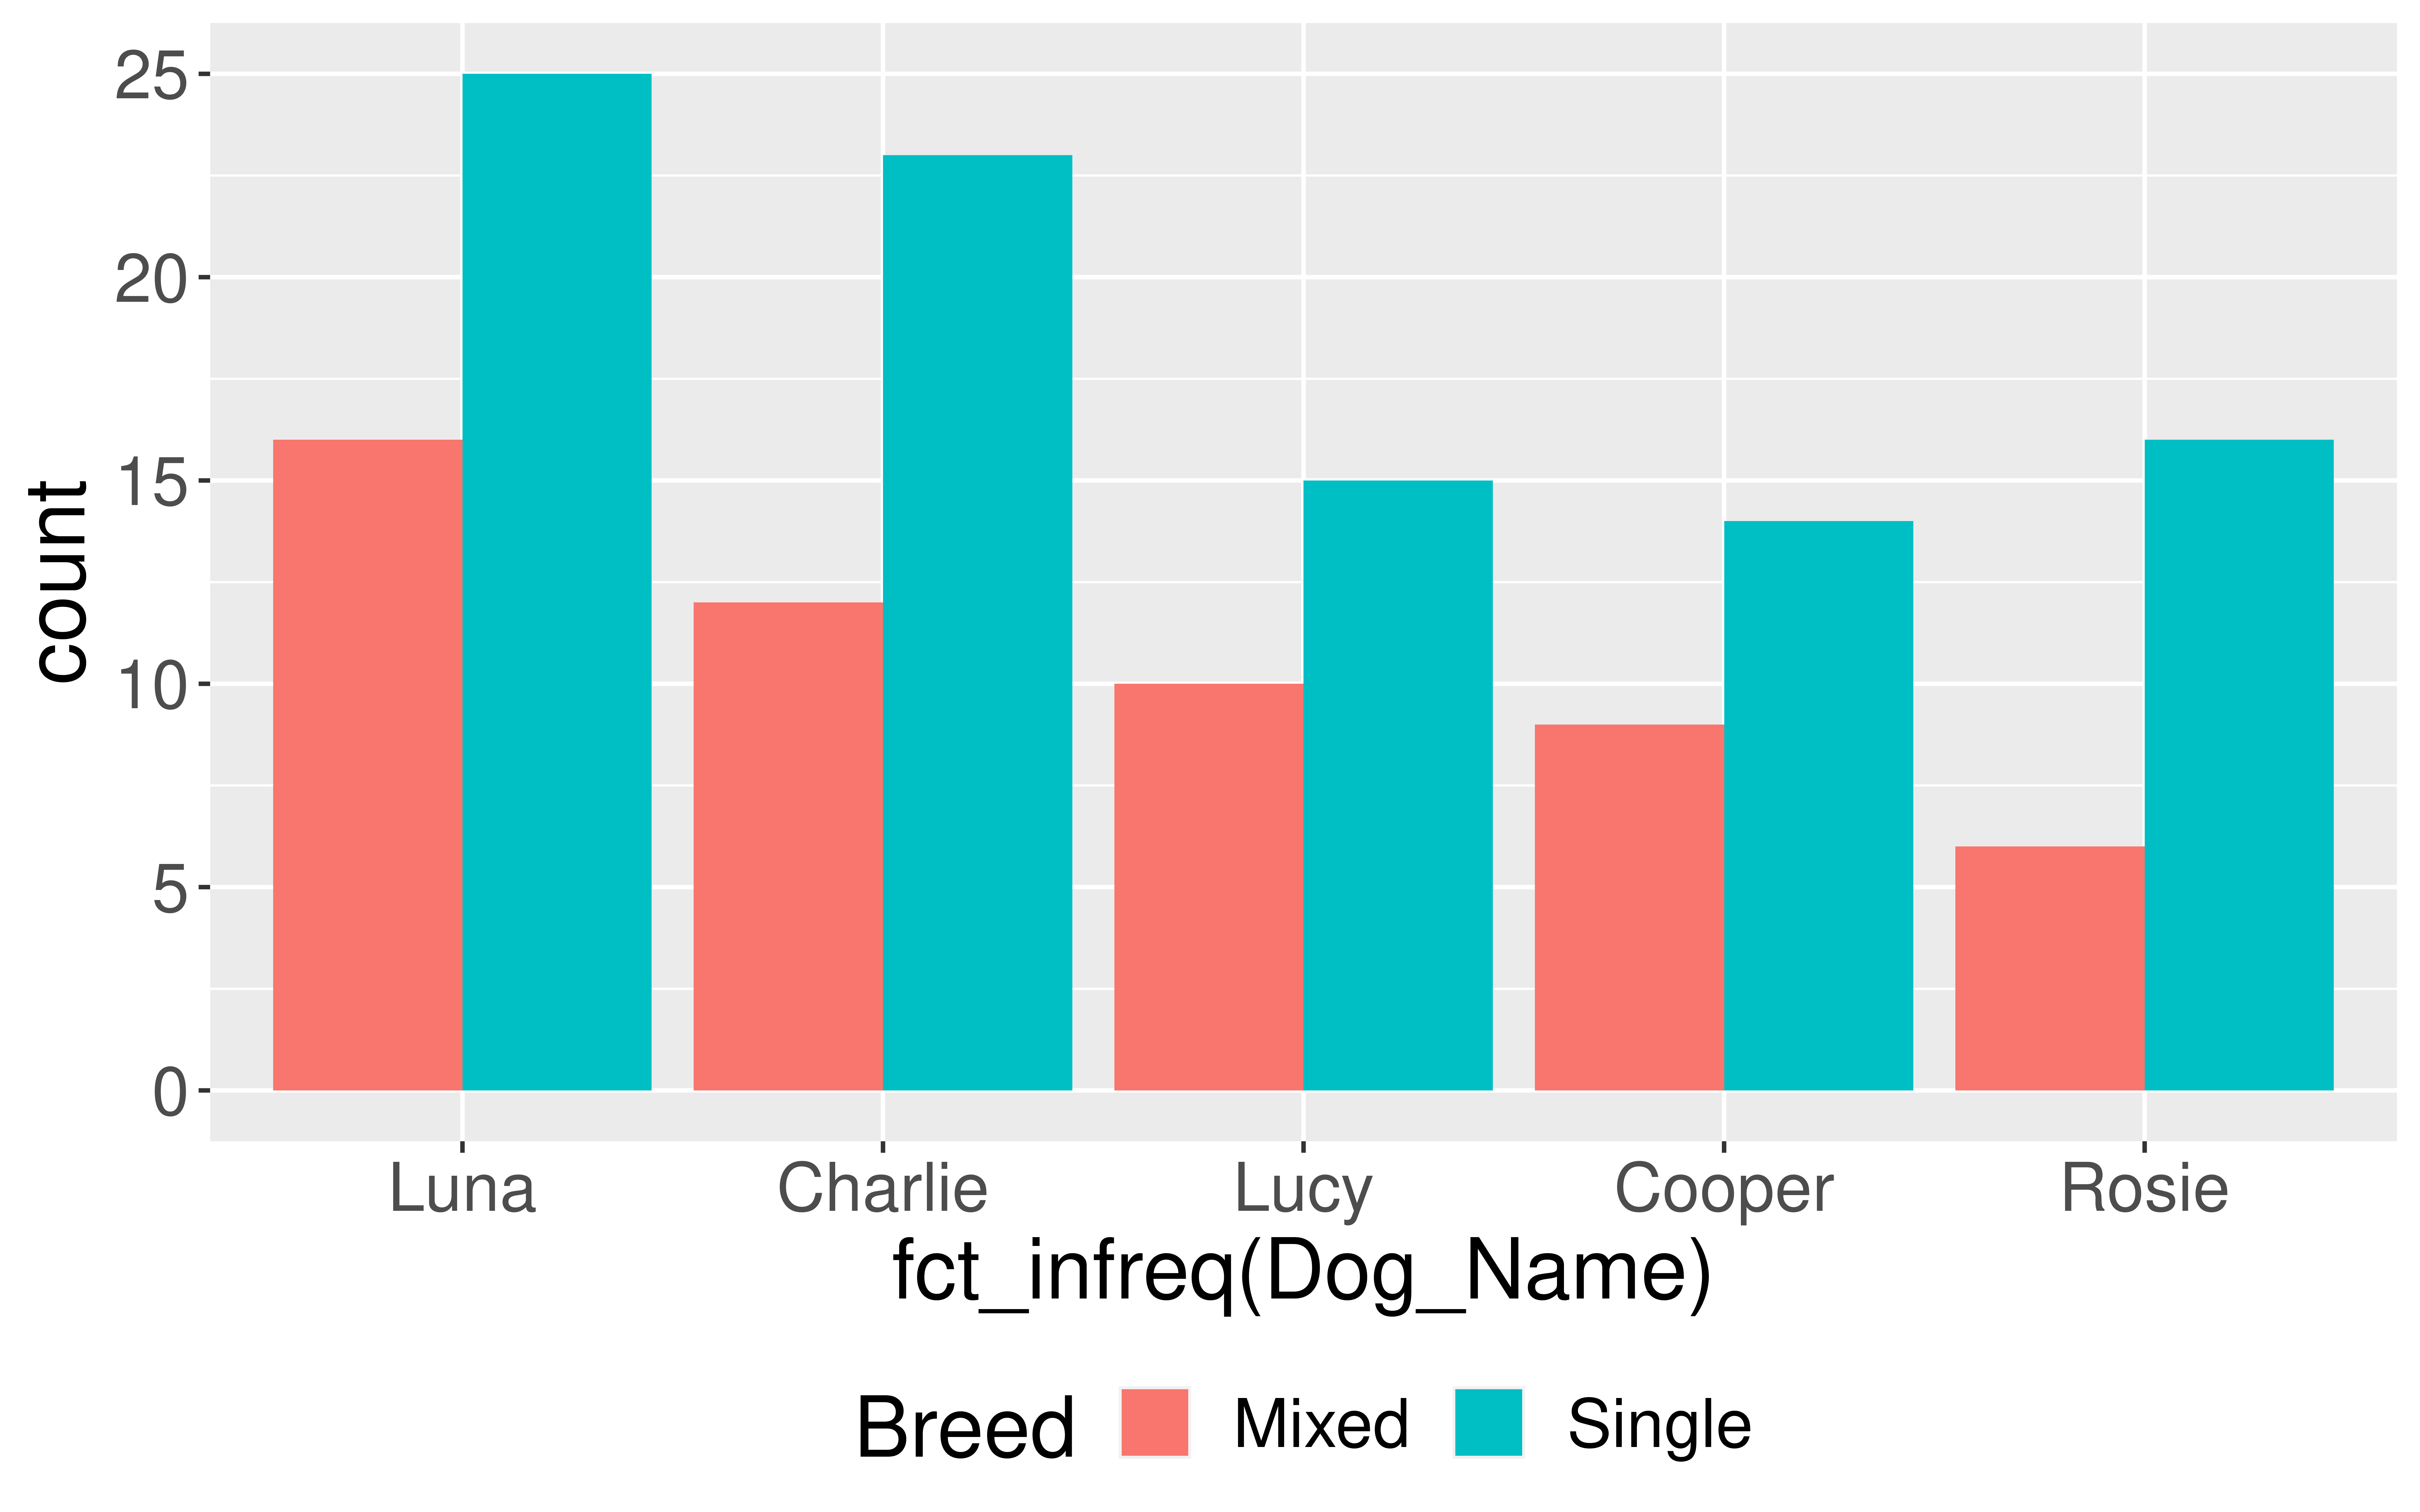 25
20
15
10
5
0
count
Luna Charlie Lucy Cooper Rosie
fct_infreq(Dog_Name)
Breed Mixed Single